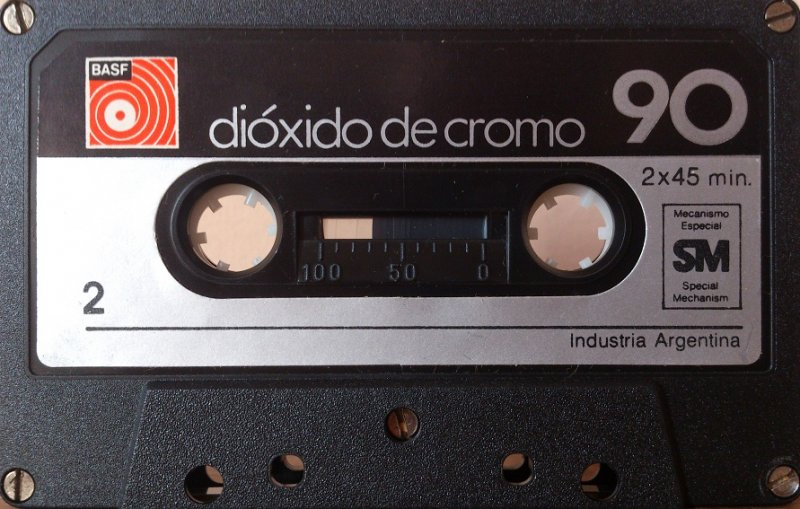 BASF
dióxido de cromo 90
2x45 min.
Mecanismo
Especial
SM
Special
Mechanism
100 50 0
2
Industria Argentina